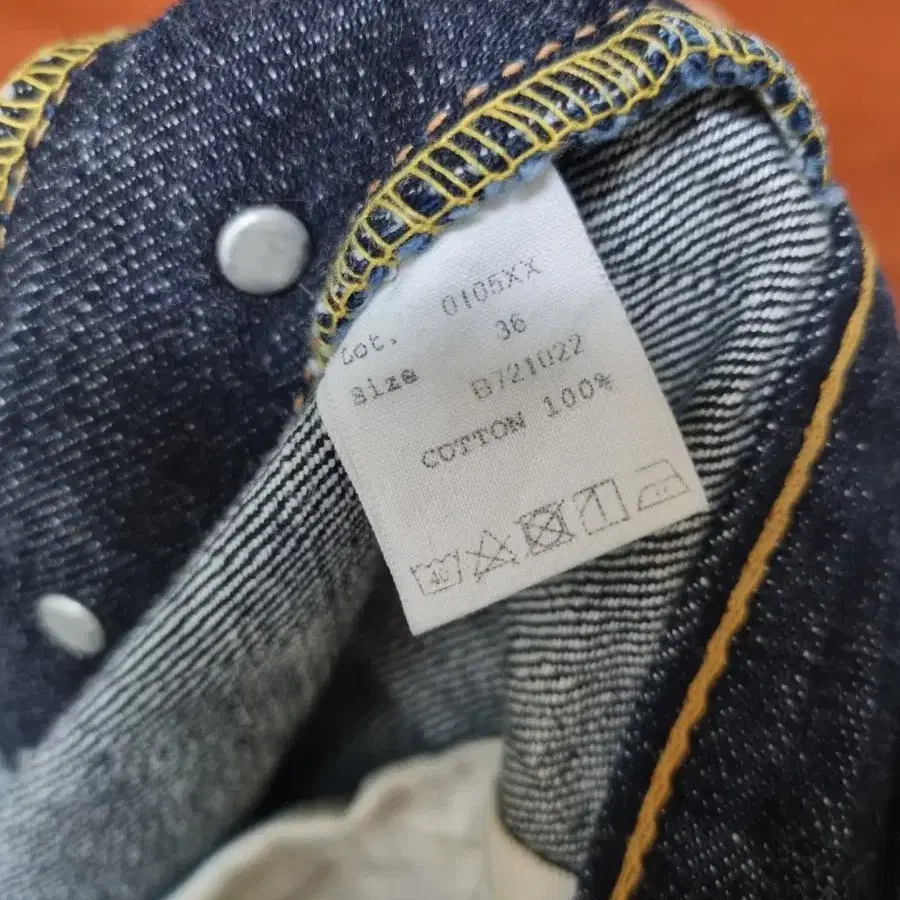 Lot. 0105XX
Size 36
B721022
COTTON 100%
40